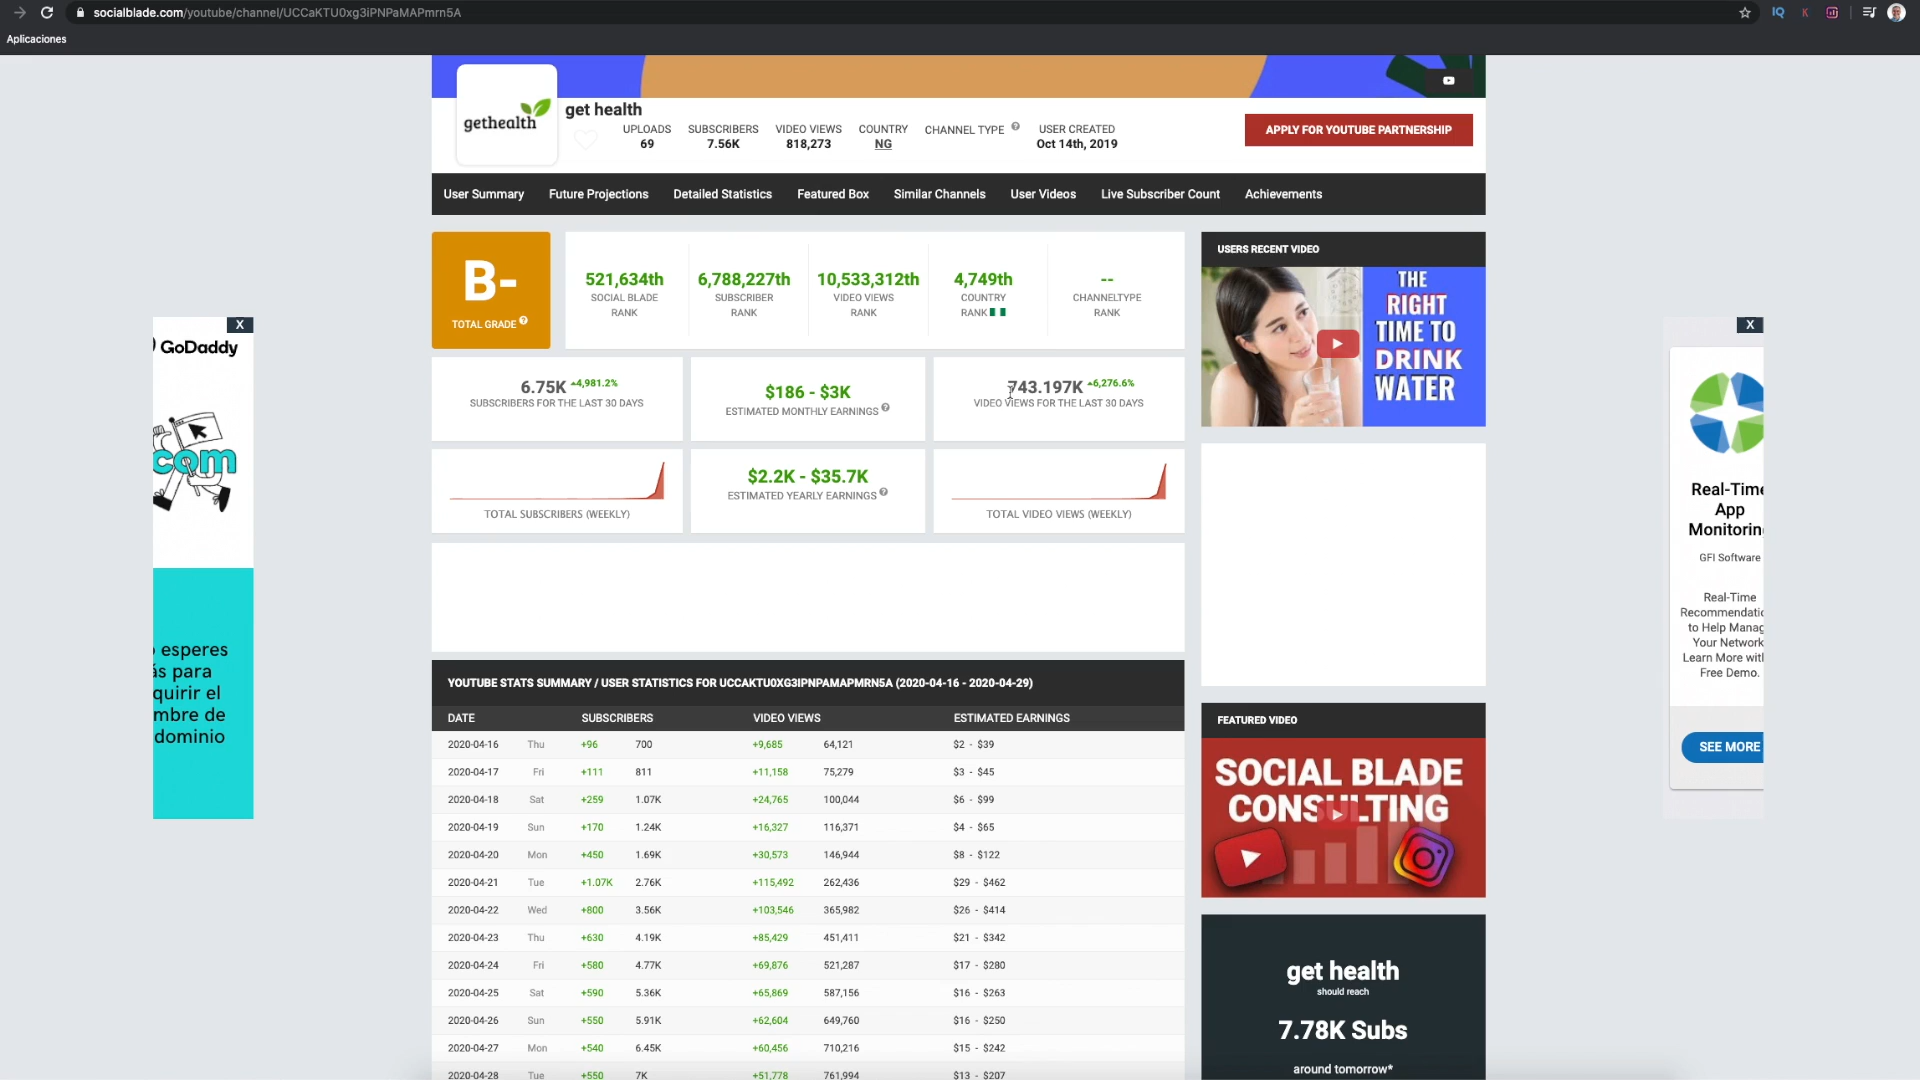 socialblade.com/youtube/channel/UCCaKTU0xg3iPNPaMAPmrn5A
IQ
K
Aplicaciones
gethealth
get health
UPLOADS SUBSCRIBERS VIDEO VIEWS COUNTRY CHANNEL TYPE USER CREATED
69 7.56K 818,273 NG Oct 14th, 2019
APPLY FOR YOUTUBE PARTNERSHIP
User Summary Future Projections Detailed Statistics Featured Box Similar Channels User Videos Live Subscriber Count Achievements
B-
TOTAL GRADE
521,634th 6,788,227th 10,533,312th 4,749th --
SOCIAL BLADE SUBSCRIBER VIDEO VIEWS COUNTRY CHANNELTYPE
RANK RANK RANK RANK RANK
6.75K +4,981.2%
SUBSCRIBERS FOR THE LAST 30 DAYS
$186 - $3K
ESTIMATED MONTHLY EARNINGS
743.197K +6,276.6%
VIDEO VIEWS FOR THE LAST 30 DAYS
TOTAL SUBSCRIBERS (WEEKLY)
$2.2K - $35.7K
ESTIMATED YEARLY EARNINGS
TOTAL VIDEO VIEWS (WEEKLY)
YOUTUBE STATS SUMMARY / USER STATISTICS FOR UCCAKTU0XG3IPNPAMAPMRN5A (2020-04-16 - 2020-04-29)
DATE SUBSCRIBERS VIDEO VIEWS ESTIMATED EARNINGS
2020-04-16 Thu +96 700 +9,685 64,121 $2 - $39
2020-04-17 Fri +111 811 +11,158 75,279 $3 - $45
2020-04-18 Sat +259 1.07K +24,765 100,044 $6 - $99
2020-04-19 Sun +170 1.24K +16,327 116,371 $4 - $65
2020-04-20 Mon +450 1.69K +30,573 146,944 $8 - $122
2020-04-21 Tue +1.07K 2.76K +115,492 262,436 $29 - $462
2020-04-22 Wed +800 3.56K +103,546 365,982 $26 - $414
2020-04-23 Thu +630 4.19K +85,429 451,411 $21 - $342
2020-04-24 Fri +580 4.77K +69,876 521,287 $17 - $280
2020-04-25 Sat +590 5.36K +65,869 587,156 $16 - $263
2020-04-26 Sun +550 5.91K +62,604 649,760 $16 - $250
2020-04-27 Mon +540 6.45K +60,456 710,216 $15 - $242
2020-04-28 Tue +550 7K +51,778 761,994 $13 - $207
USERS RECENT VIDEO
THE
RIGHT
TIME TO
DRINK
WATER
FEATURED VIDEO
SOCIAL BLADE
CONSULTING
get health
should reach
7.78K Subs
around tomorrow*
X
GoDaddy
com
esperes
ás para
quirir el
mbre de
dominio
X
Real-Time
App
Monitorin
GFI Software
Real-Time
Recommendatio
to Help Manag
Your Network
Learn More wit
Free Demo.
SEE MORE